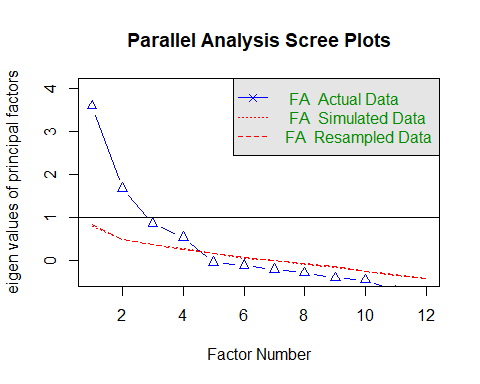 Parallel Analysis Scree Plots
eigen values of principal factors
4
3
2
1
0
FA Actual Data
FA Simulated Data
FA Resampled Data
2
4
6
8
10
12
Factor Number